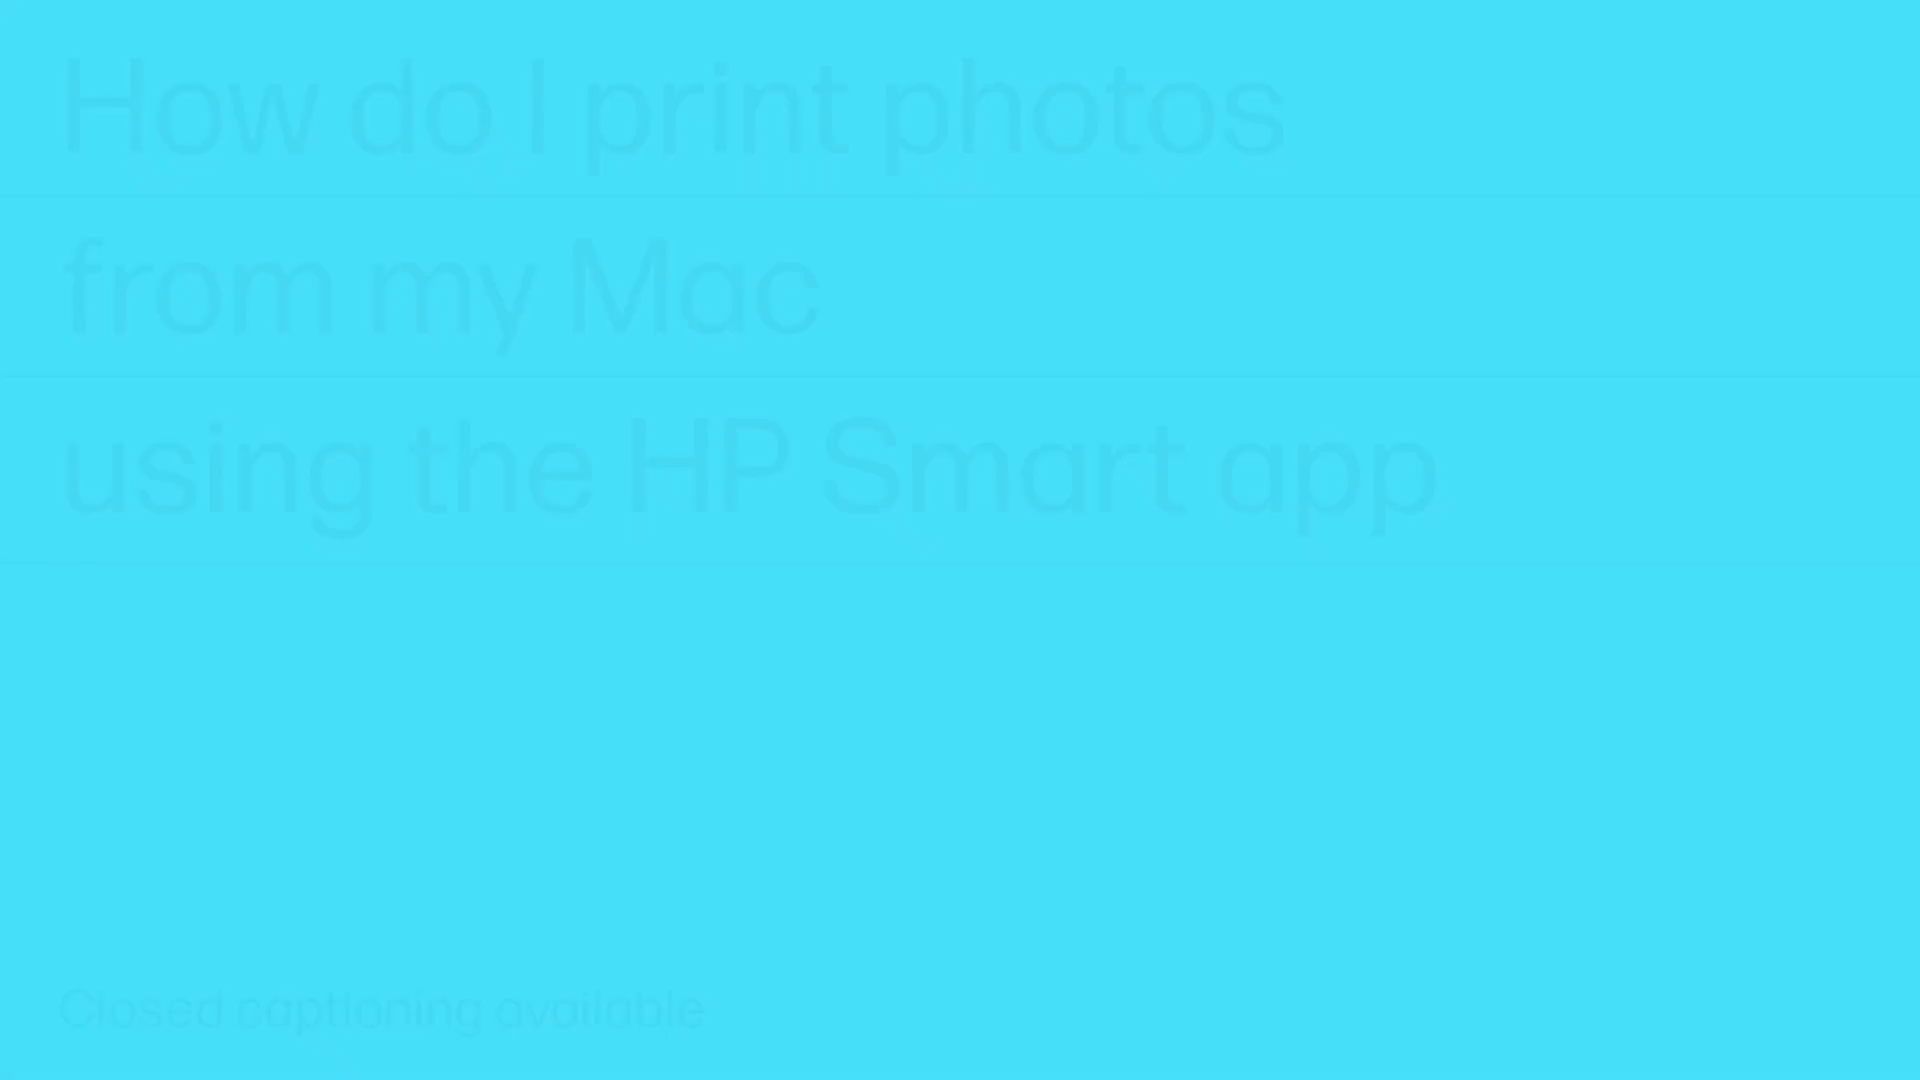 How do I print photos
from my Mac
using the HP Smart app
Closed captioning available